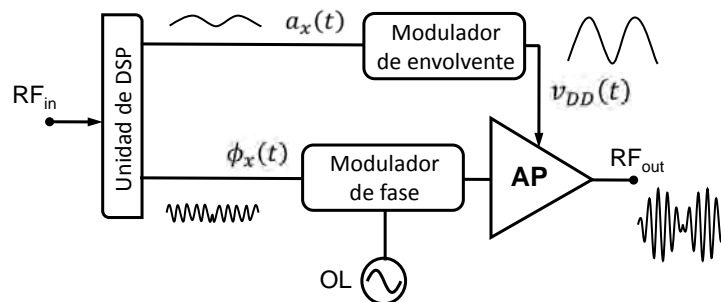 a_x(t)
Modulador
de envolvente
RF_in
Unidad de DSP
v_DD(t)
ϕ_x(t)
Modulador
de fase
AP
RF_out
OL